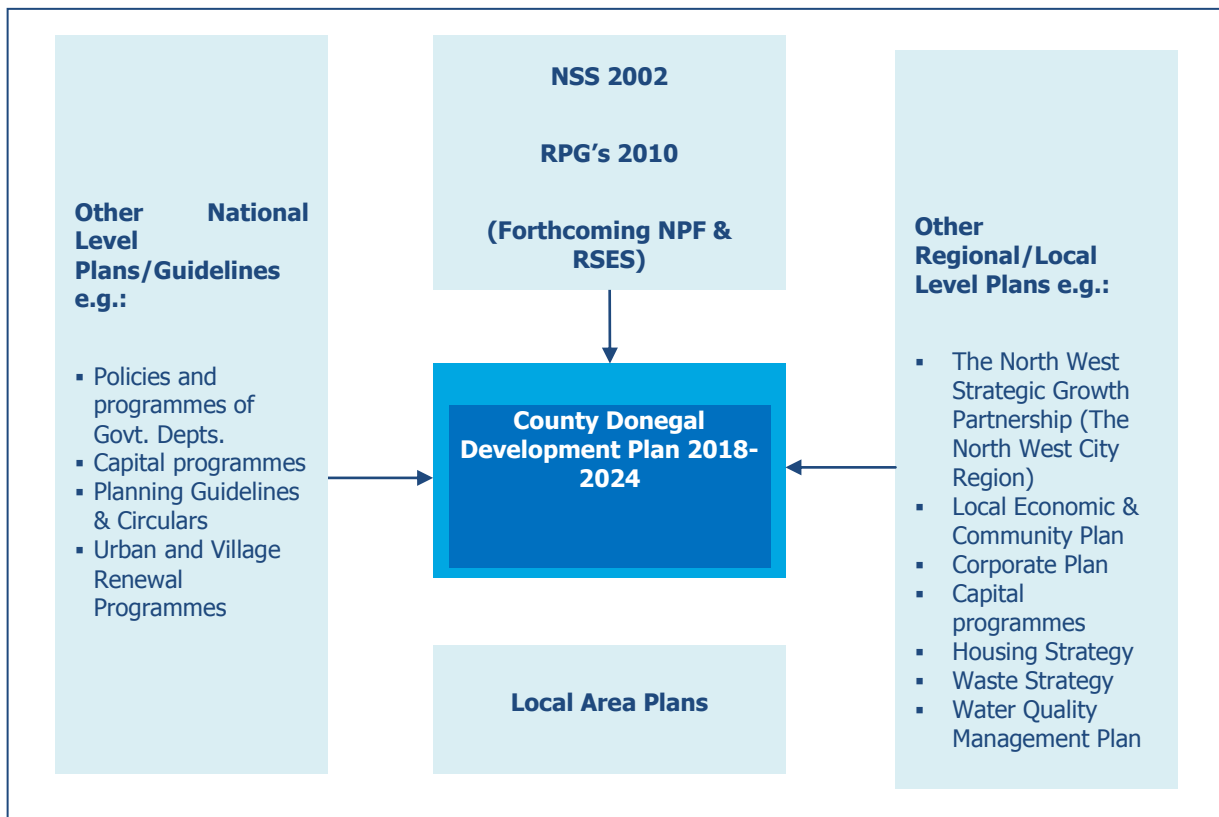 Other National
Level
Plans/Guidelines
e.g.:
▪ Policies and
programmes of
Govt. Depts.
▪ Capital programmes
▪ Planning Guidelines
& Circulars
▪ Urban and Village
Renewal
Programmes
NSS 2002
RPG’s 2010
(Forthcoming NPF &
RSES)
County Donegal
Development Plan 2018-
2024
Local Area Plans
Other
Regional/Local
Level Plans e.g.:
▪ The North West
Strategic Growth
Partnership (The
North West City
Region)
▪ Local Economic &
Community Plan
▪ Corporate Plan
▪ Capital
programmes
▪ Housing Strategy
▪ Waste Strategy
▪ Water Quality
Management Plan